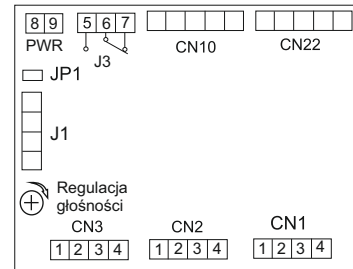 8 9
PWR
5 6 7
J3
CN10
CN22
JP1
J1
Regulacja
głośności
CN3
1 2 3 4
CN2
1 2 3 4
CN1
1 2 3 4